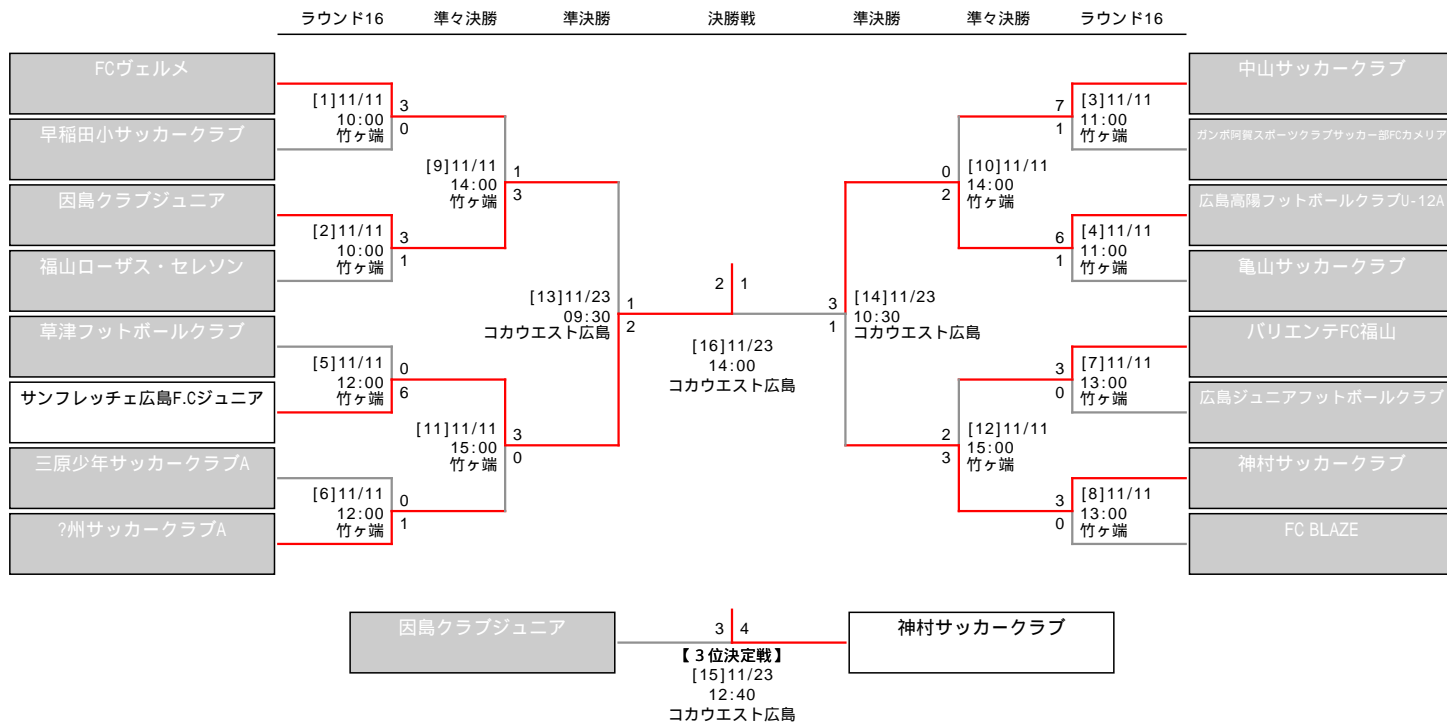 ラウンド16 準々決勝 準決勝 決勝戦 準決勝 準々決勝 ラウンド16
FCヴェルメ
早稲田小サッカークラブ
因島クラブジュニア
福山ローザス・セレソン
草津フットボールクラブ
サンフレッチェ広島F.Cジュニア
三原少年サッカークラブA
?州サッカークラブA
[1]11/11
10:00
竹ヶ端
3
0
[2]11/11
10:00
竹ヶ端
3
1
[5]11/11
12:00
竹ヶ端
0
6
[6]11/11
12:00
竹ヶ端
0
1
[9]11/11
14:00
竹ヶ端
1
3
[11]11/11
15:00
竹ヶ端
3
0
[13]11/23
09:30
コカウエスト広島
1
2
2 1
[16]11/23
14:00
コカウエスト広島
3
1
[14]11/23
10:30
コカウエスト広島
0
2
[10]11/11
14:00
竹ヶ端
2
3
[12]11/11
15:00
竹ヶ端
7
1
[3]11/11
11:00
竹ヶ端
6
1
[4]11/11
11:00
竹ヶ端
3
0
[7]11/11
13:00
竹ヶ端
3
0
[8]11/11
13:00
竹ヶ端
中山サッカークラブ
ガンボ阿賀スポーツクラブサッカー部FCカメリア
広島高陽フットボールクラブU-12A
亀山サッカークラブ
バリエンテFC福山
広島ジュニアフットボールクラブ
神村サッカークラブ
FC BLAZE
因島クラブジュニア
3 4
神村サッカークラブ
【３位決定戦】
[15]11/23
12:40
コカウエスト広島